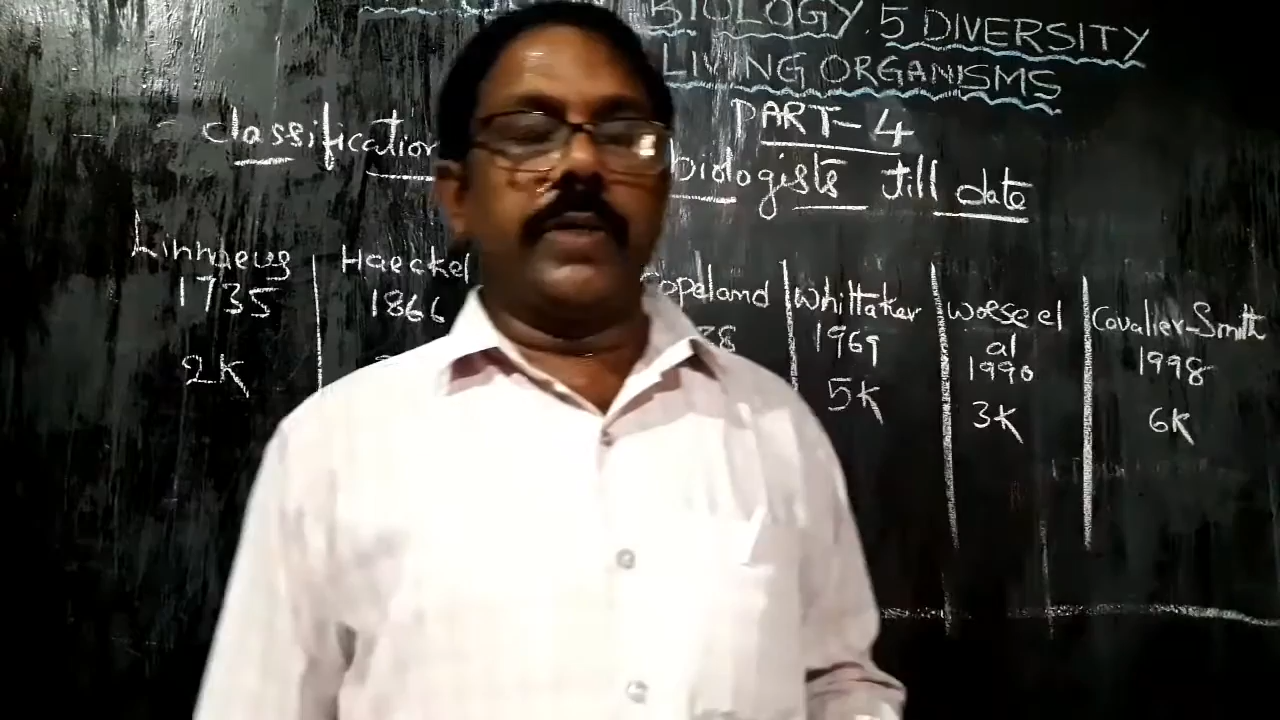 BIOLOGY. 5 DIVERSITY
LIVING ORGANISMS
PART-4
Classification
biologists till date
Linnaeus
1735
2K
Haeckel
1866
Whittaker
1969
5K
Woese el
al
1990
3K
Cavalier-Smith
1998
6K